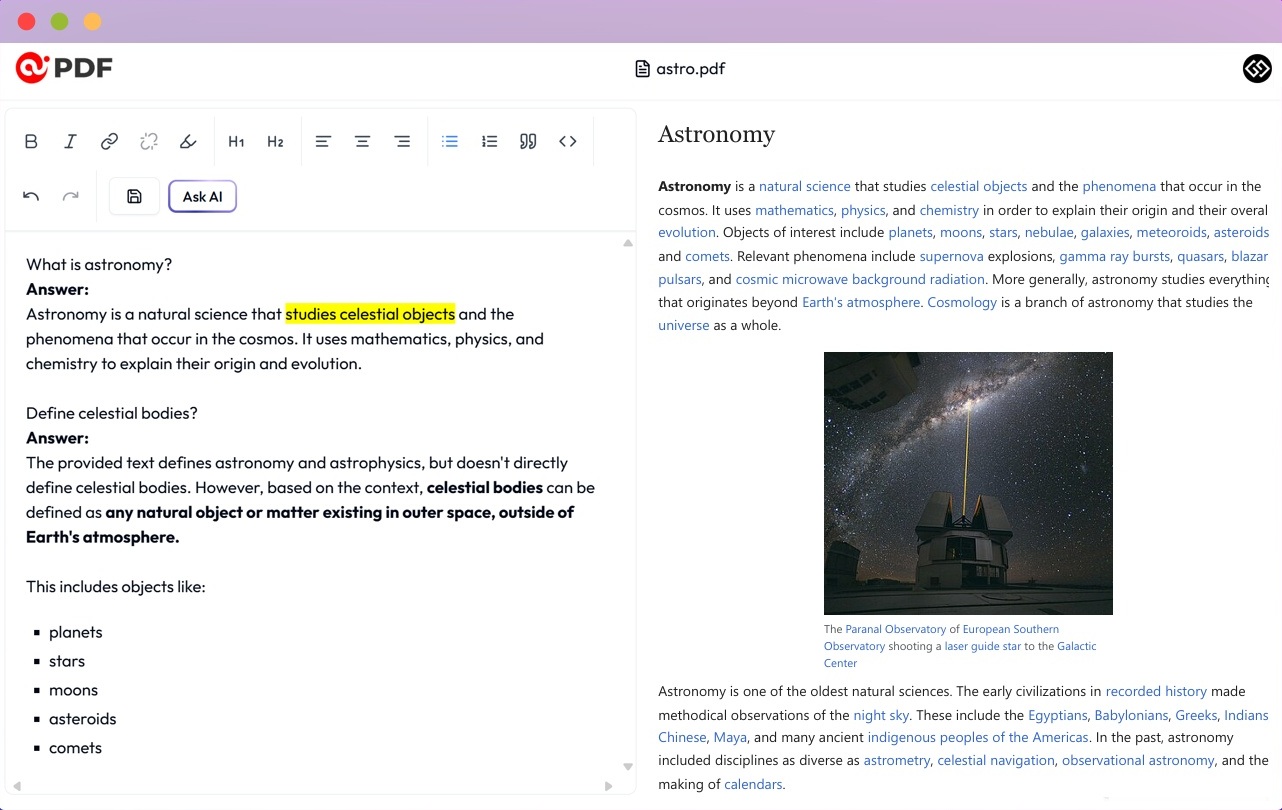 PDF
astro.pdf
B I H1 H2
Ask AI
What is astronomy?
Answer:
Astronomy is a natural science that studies celestial objects and the
phenomena that occur in the cosmos. It uses mathematics, physics, and
chemistry to explain their origin and evolution.
Define celestial bodies?
Answer:
The provided text defines astronomy and astrophysics, but doesn't directly
define celestial bodies. However, based on the context, celestial bodies can be
defined as any natural object or matter existing in outer space, outside of
Earth's atmosphere.
This includes objects like:
planets
stars
moons
asteroids
comets
Astronomy
Astronomy is a natural science that studies celestial objects and the phenomena that occur in the
cosmos. It uses mathematics, physics, and chemistry in order to explain their origin and their overal
evolution. Objects of interest include planets, moons, stars, nebulae, galaxies, meteoroids, asteroids
and comets. Relevant phenomena include supernova explosions, gamma ray bursts, quasars, blazar
pulsars, and cosmic microwave background radiation. More generally, astronomy studies everything
that originates beyond Earth's atmosphere. Cosmology is a branch of astronomy that studies the
universe as a whole.
The Paranal Observatory of European Southern
Observatory shooting a laser guide star to the Galactic
Center
Astronomy is one of the oldest natural sciences. The early civilizations in recorded history made
methodical observations of the night sky. These include the Egyptians, Babylonians, Greeks, Indians
Chinese, Maya, and many ancient indigenous peoples of the Americas. In the past, astronomy
included disciplines as diverse as astrometry, celestial navigation, observational astronomy, and the
making of calendars.